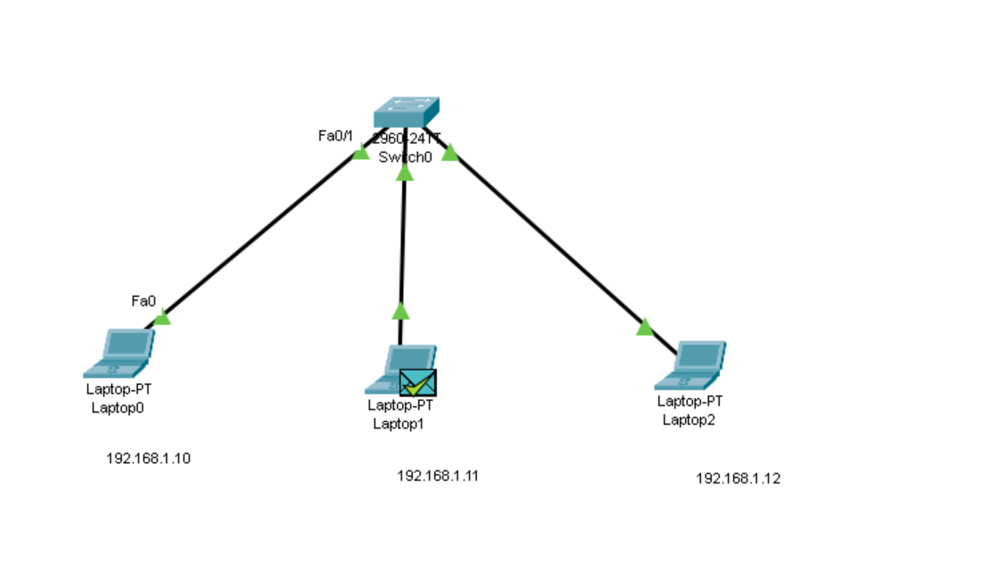 Fa0/1
2960-24TT
Switch0
Fa0
Laptop-PT
Laptop0
Laptop-PT
Laptop1
Laptop-PT
Laptop2
192.168.1.10
192.168.1.11
192.168.1.12